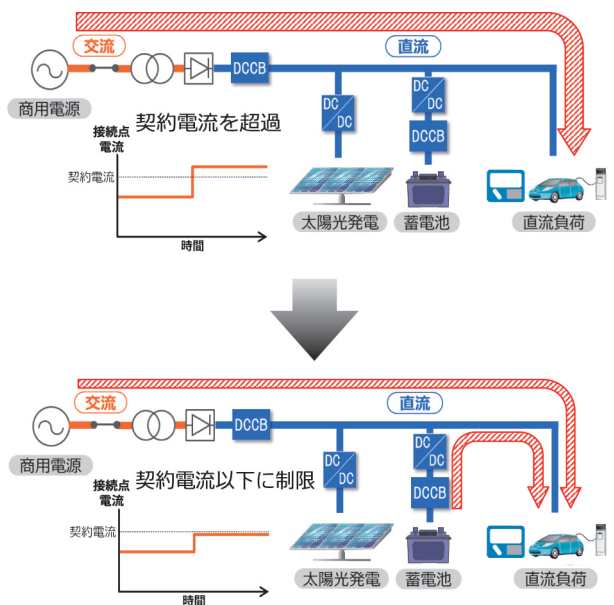 交流
直流
DCCB
商用電源
DC
DC
DC
DC
DCCB
契約電流を超過
接続点
電流
契約電流
時間
太陽光発電
蓄電池
直流負荷
交流
直流
DCCB
商用電源
DC
DC
DC
DC
DCCB
契約電流以下に制限
接続点
電流
契約電流
時間
太陽光発電
蓄電池
直流負荷